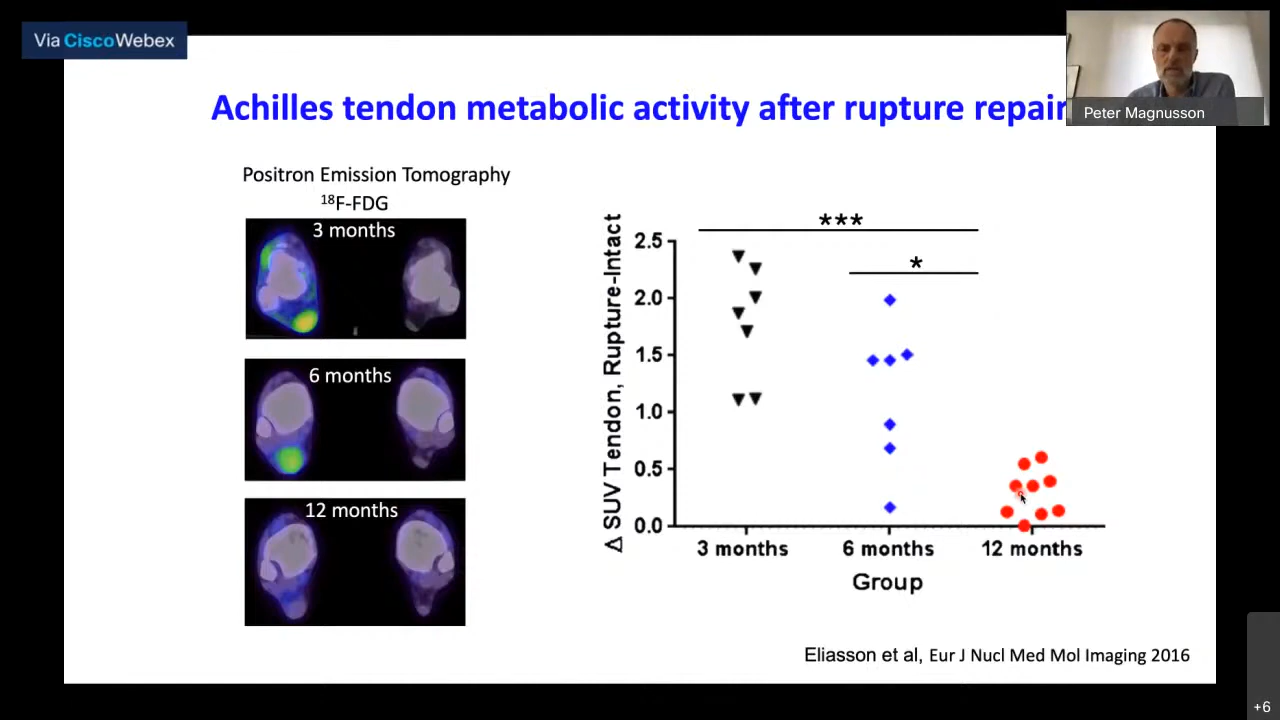 Via CiscoWebex
Achilles tendon metabolic activity after rupture repair
Peter Magnusson
Positron Emission Tomography
¹⁸F-FDG
3 months
6 months
12 months
Δ SUV Tendon, Rupture-Intact
2.5
2.0
1.5
1.0
0.5
0.0
***
*
3 months
6 months
12 months
Group
Eliasson et al, Eur J Nucl Med Mol Imaging 2016
+6